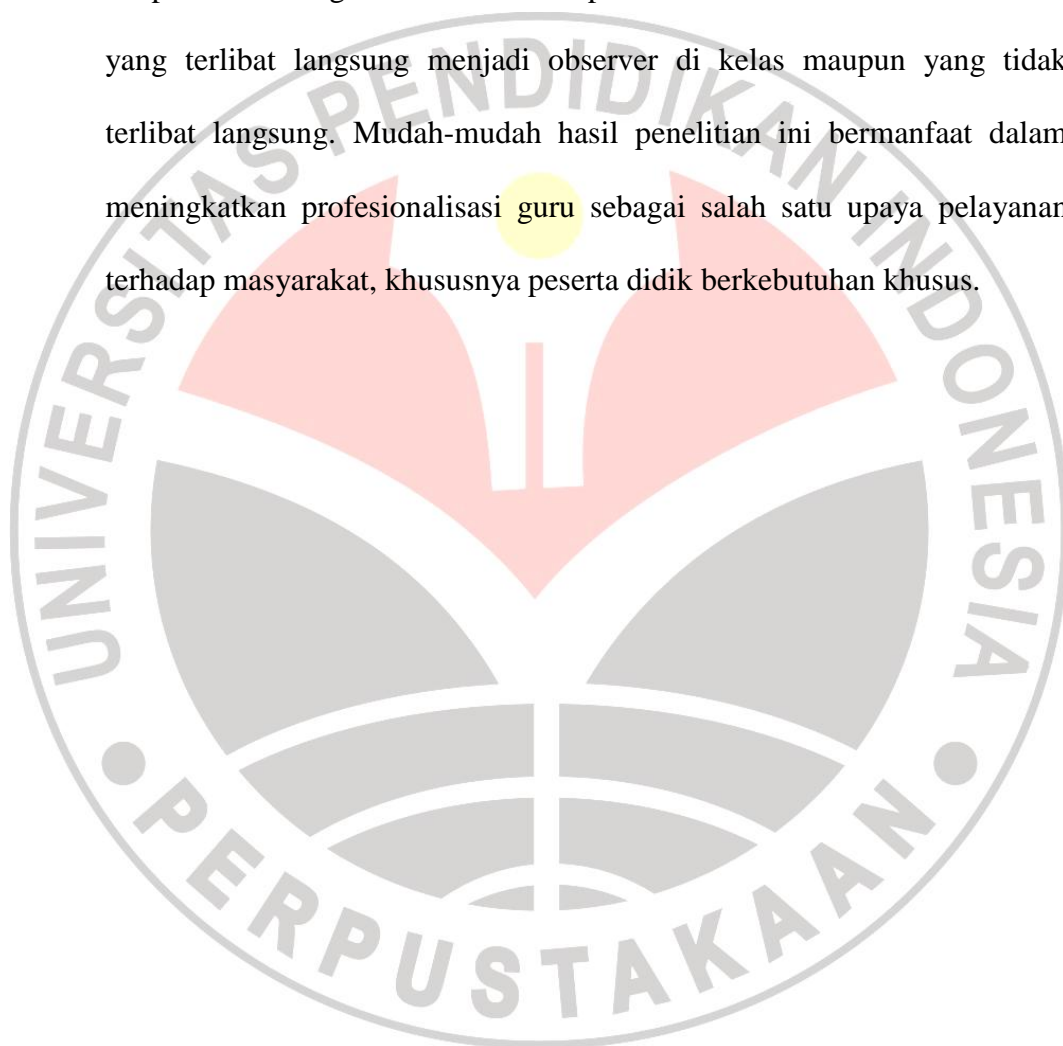 yang terlibat langsung menjadi observer di kelas maupun yang tidak
terlibat langsung. Mudah-mudah hasil penelitian ini bermanfaat dalam
meningkatkan profesionalisasi guru sebagai salah satu upaya pelayanan
terhadap masyarakat, khususnya peserta didik berkebutuhan khusus.
UNIVERSITAS PENDIDIKAN INDONESIA
PERPUSTAKAAN